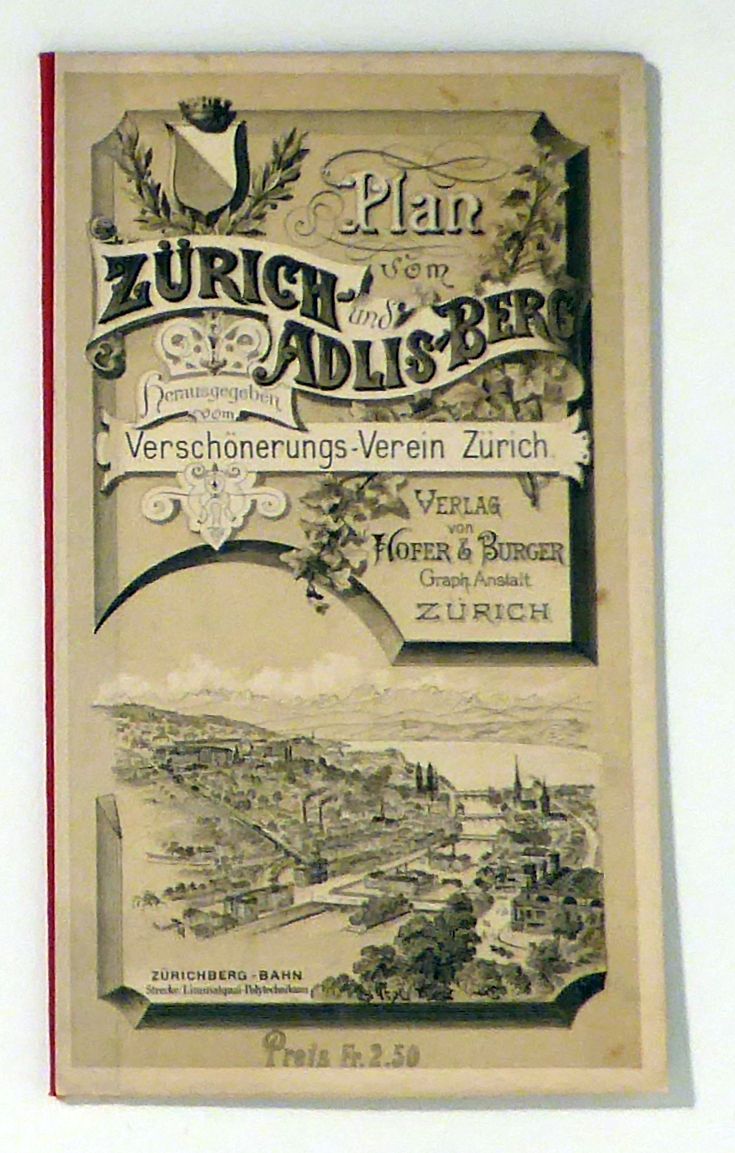 Plan
vom
ZÜRICH-
und
ADLIS-BERG
Herausgegeben
vom
Verschönerungs-Verein Zürich.
VERLAG
von
HOFER & BURGER
Graph. Anstalt
ZÜRICH
ZÜRICHBERG-BAHN
Strecke: Limmatquai-Polytechnikum
Preis Fr. 2.50